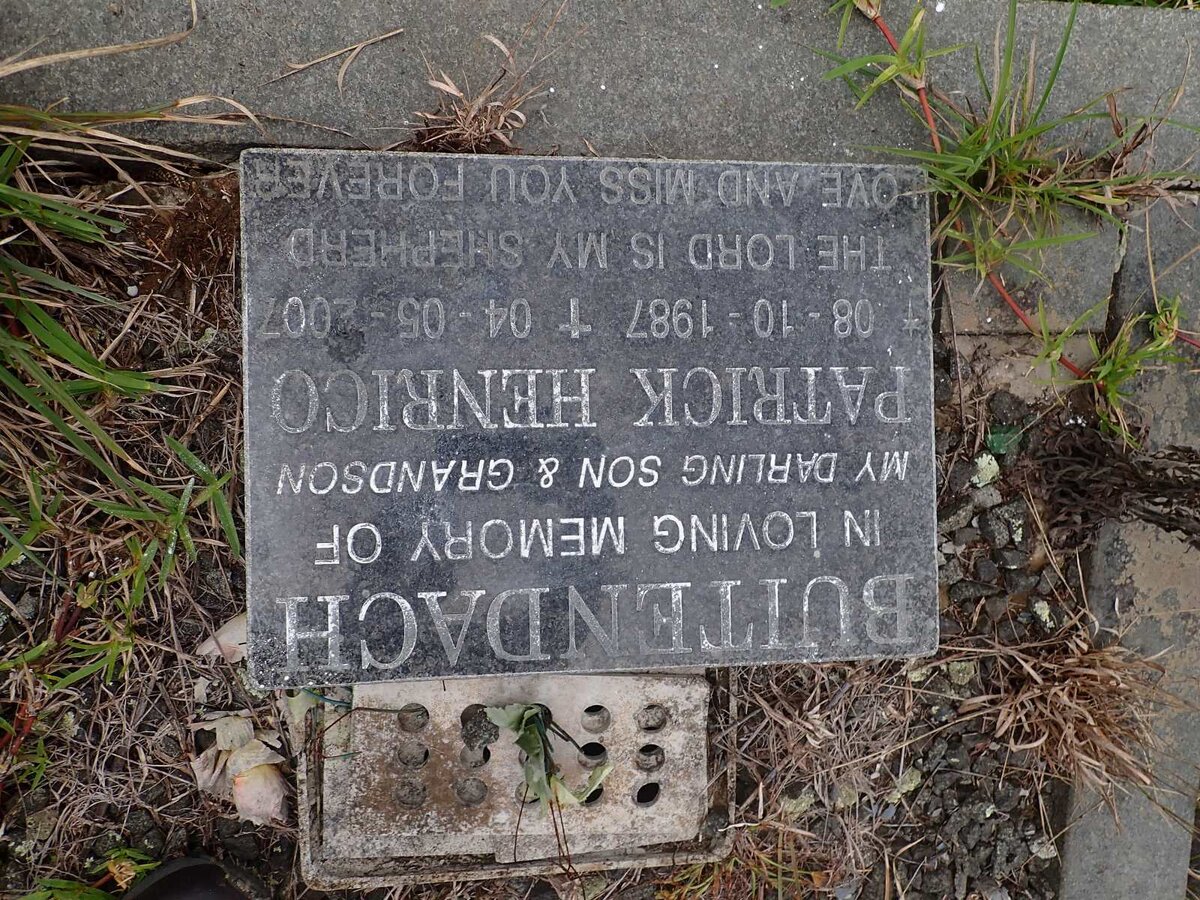 BUITENDACH
IN LOVING MEMORY OF
MY DARLING SON & GRANDSON
PATRICK HENRICO
* 08 - 10 - 1987 ✝ 04 - 05 - 2007
THE LORD IS MY SHEPHERD
LOVE AND MISS YOU FOREVER